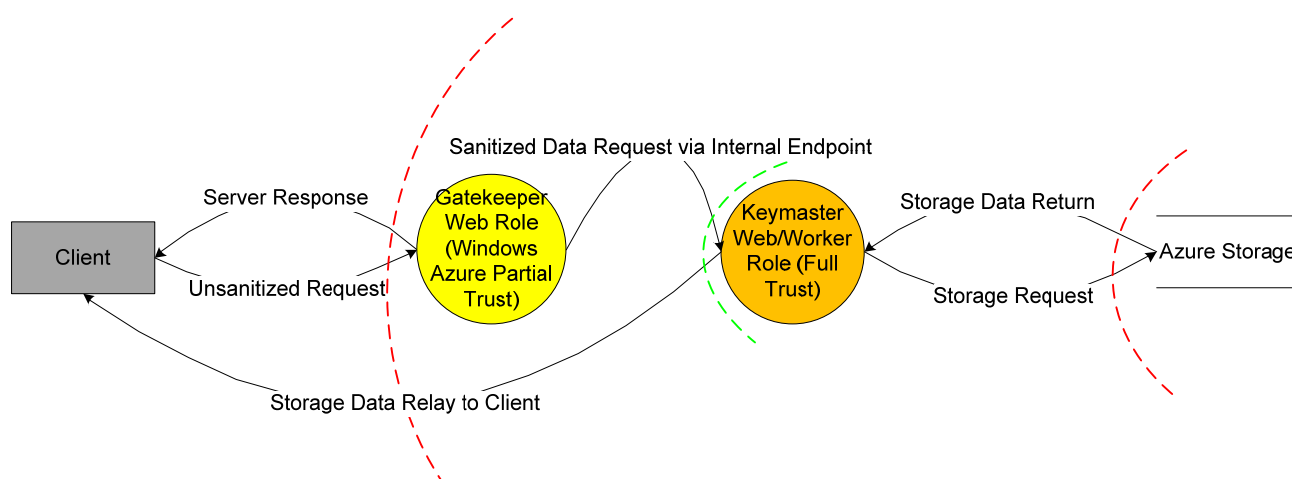 Sanitized Data Request via Internal Endpoint
Server Response
Gatekeeper
Web Role
(Windows
Azure Partial
Trust)
Keymaster
Web/Worker
Role (Full
Trust)
Storage Data Return
Client
Azure Storage
Unsanitized Request
Storage Request
Storage Data Relay to Client